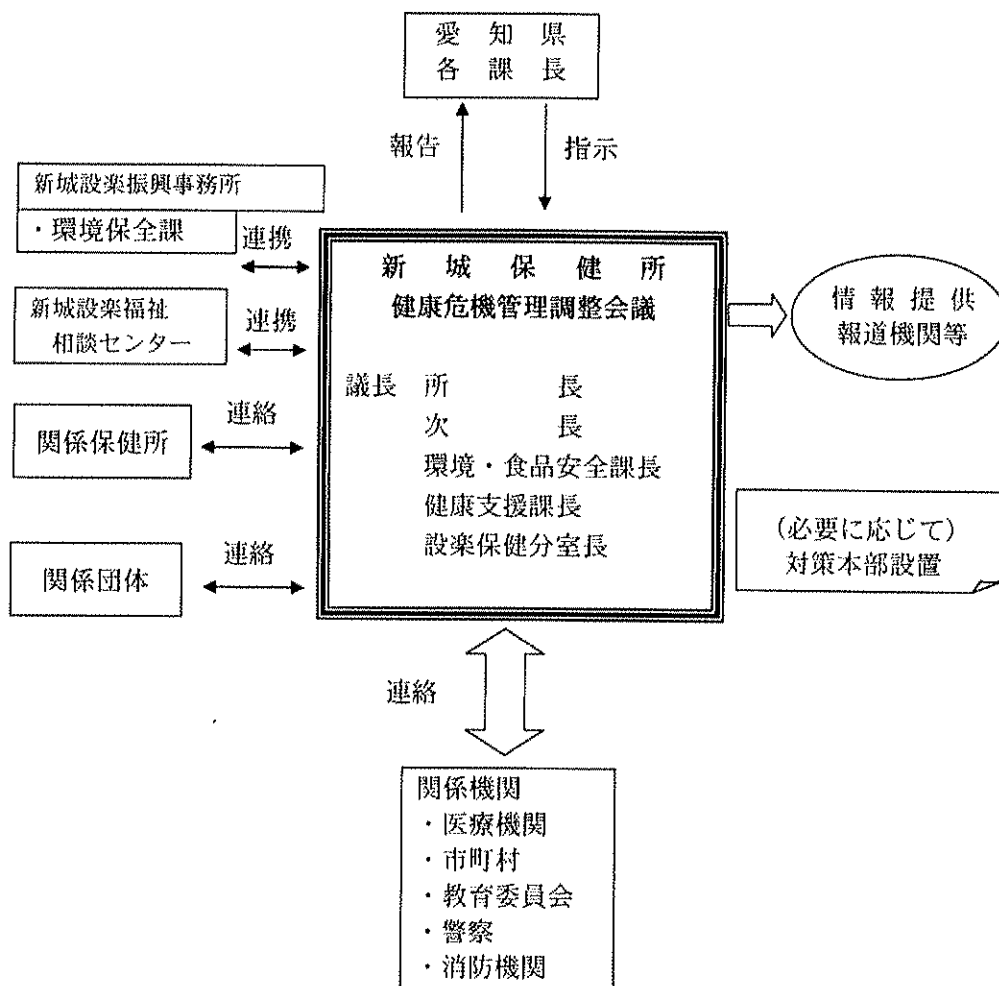 愛知県
各課長
報告
指示
新城設楽振興事務所
・環境保全課
連携
新城設楽福祉
相談センター
連携
関係保健所
連絡
関係団体
連絡
新城保健所
健康危機管理調整会議
議長 所 長
次 長
環境・食品安全課長
健康支援課長
設楽保健分室長
情報提供
報道機関等
(必要に応じて)
対策本部設置
連絡
関係機関
・医療機関
・市町村
・教育委員会
・警察
・消防機関